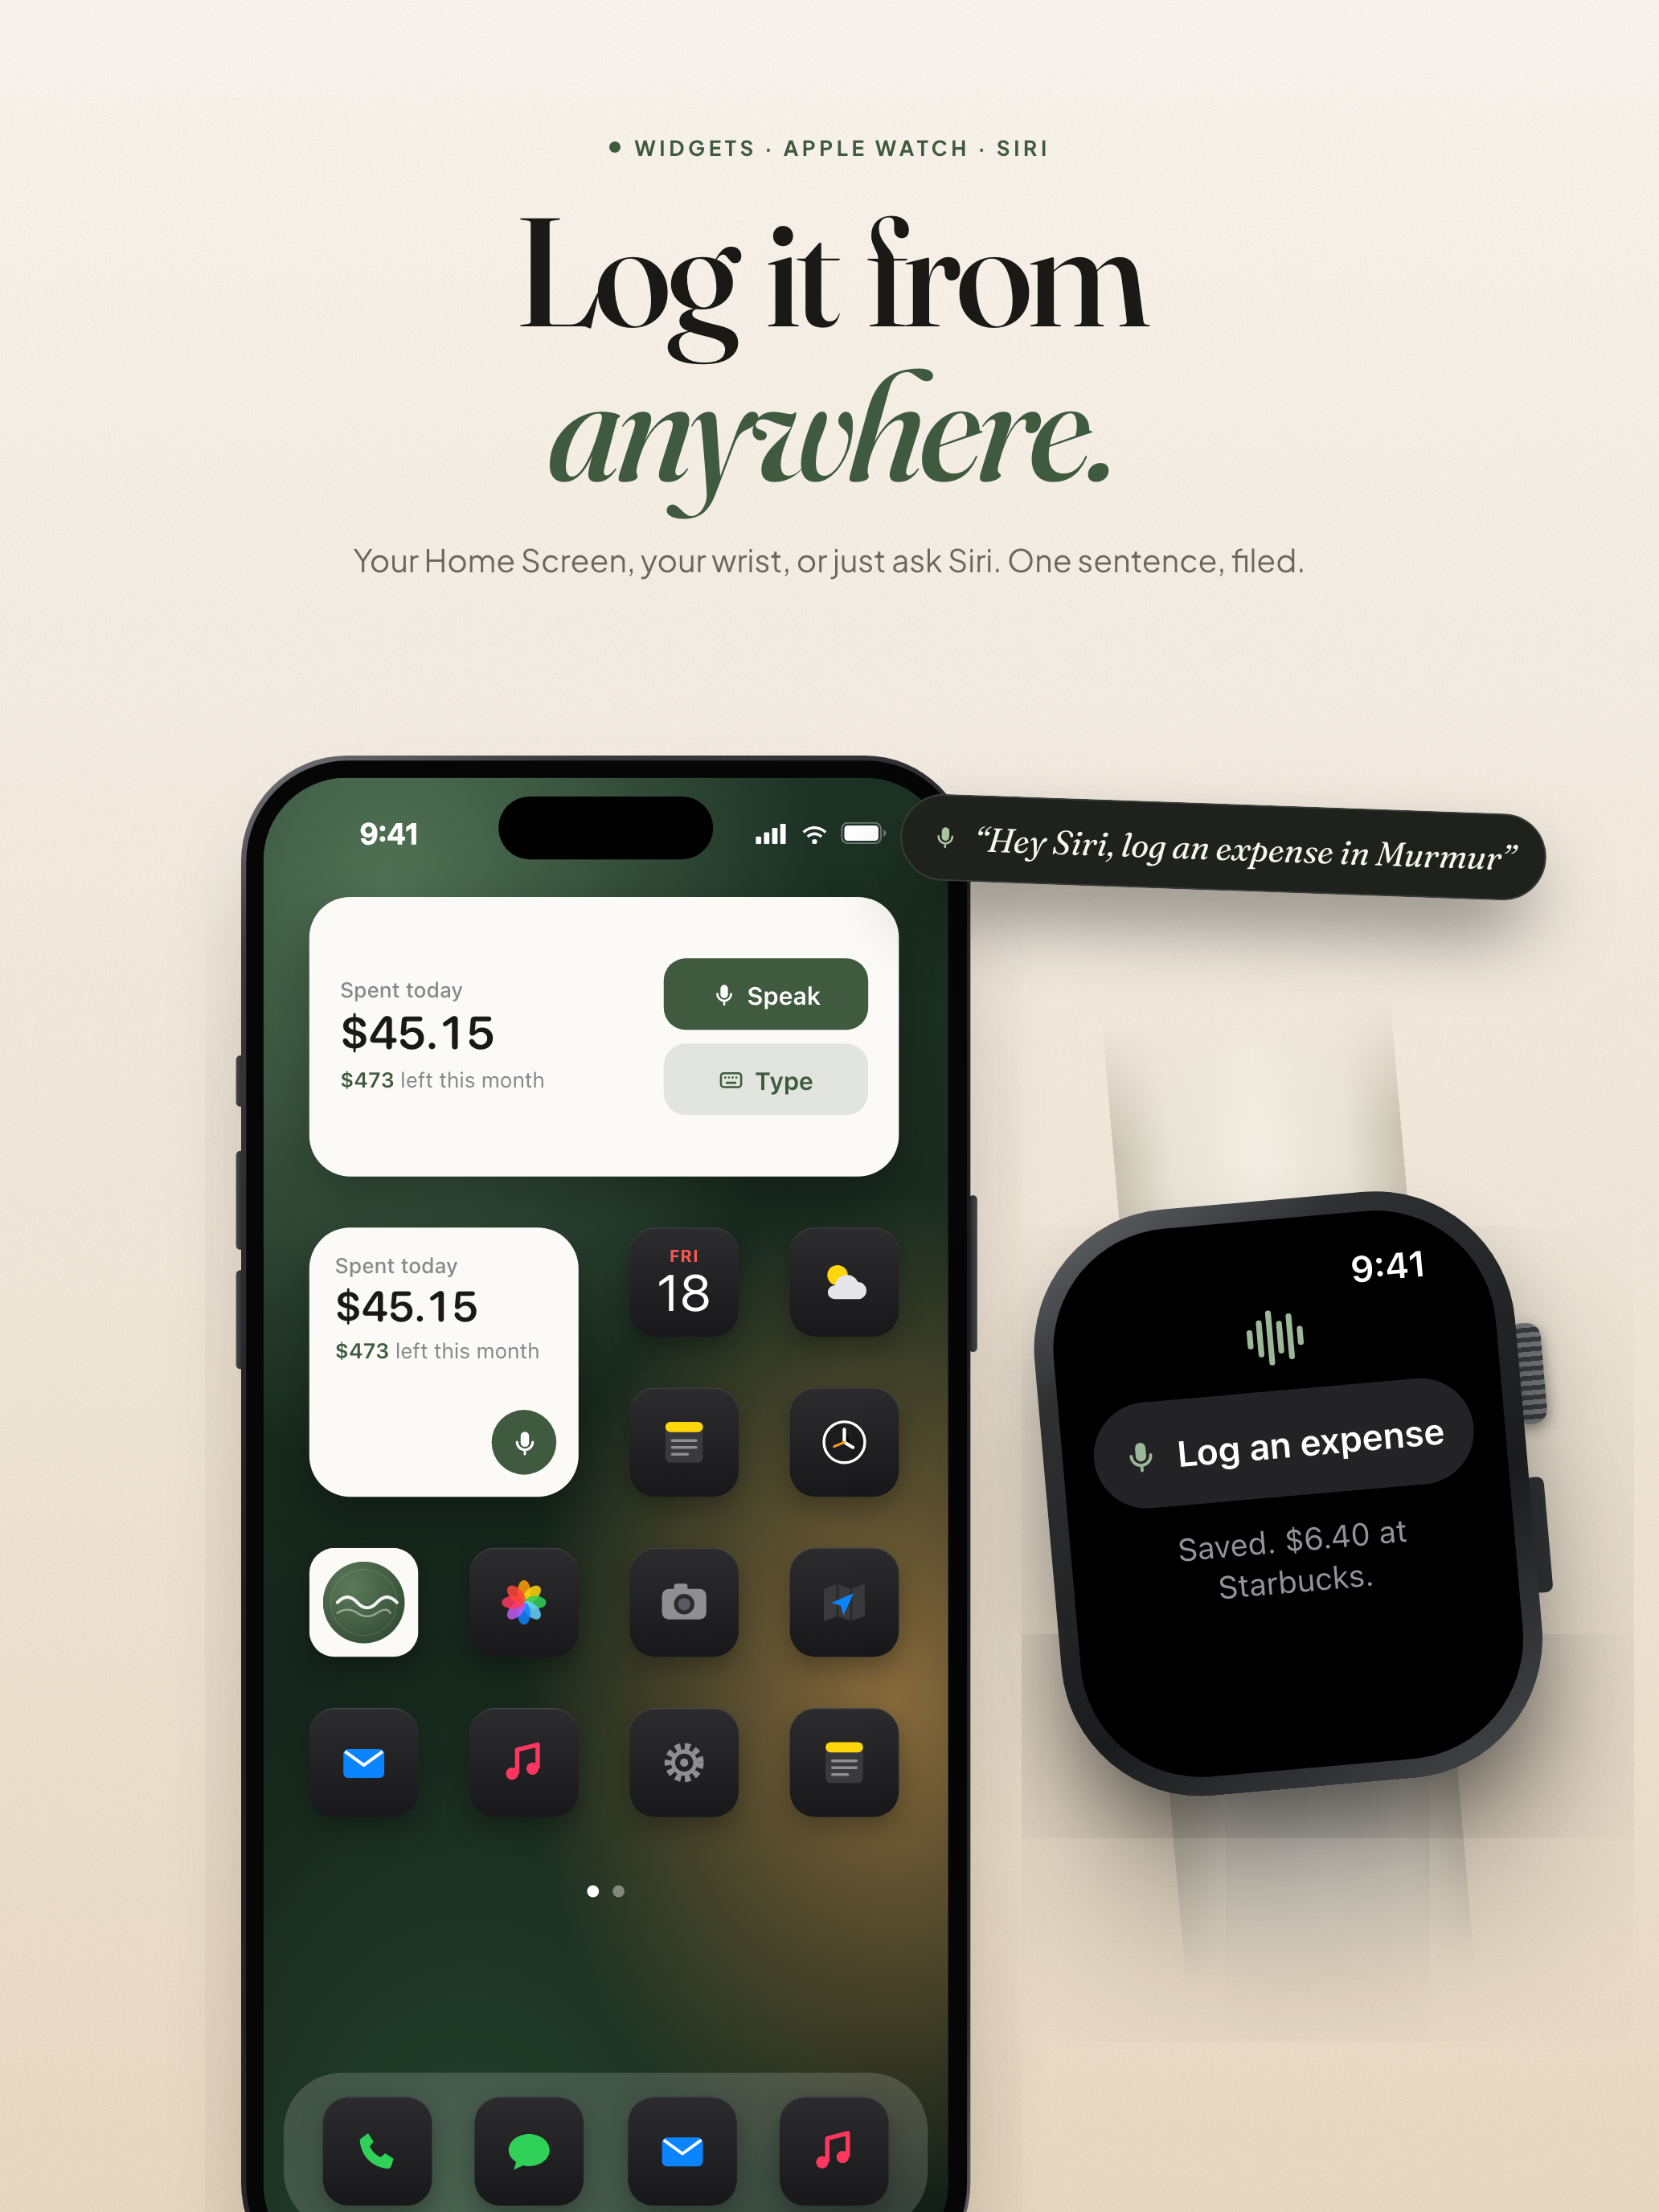 WIDGETS · APPLE WATCH · SIRI
Log it from
anywhere.
Your Home Screen, your wrist, or just ask Siri. One sentence, filed.
9:41
“Hey Siri, log an expense in Murmur”
Spent today
$45.15
$473 left this month
Speak
Type
Spent today
$45.15
$473 left this month
FRI
18
9:41
Log an expense
Saved. $6.40 at
Starbucks.